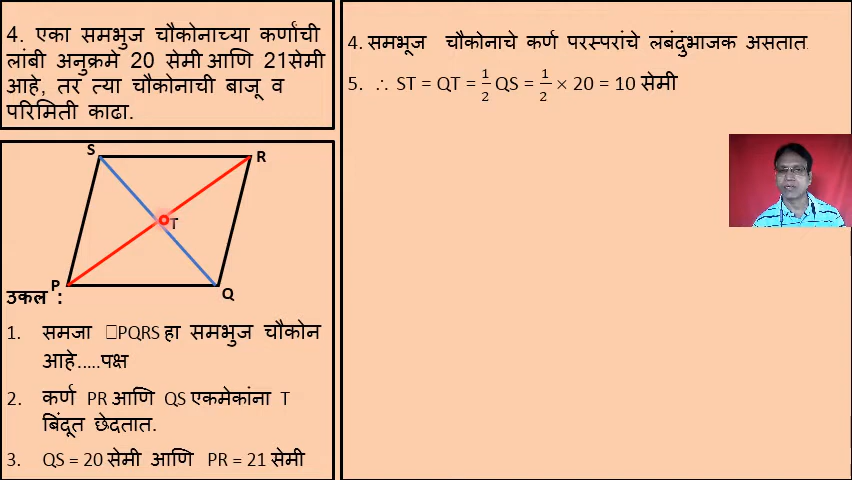 4. एका समभुज चौकोनाच्या कर्णांची
लांबी अनुक्रमे 20 सेमी आणि 21सेमी
आहे, तर त्या चौकोनाची बाजू व
परिमिती काढा.
S
R
T
P
Q
उकल :
1. समजा □PQRS हा समभुज चौकोन
आहे.....पक्ष
2. कर्ण PR आणि QS एकमेकांना T
बिंदूत छेदतात.
3. QS = 20 सेमी आणि PR = 21 सेमी
4. समभूज चौकोनाचे कर्ण परस्परांचे लबंदुभाजक असतात
5. ∴ ST = QT = 1/2 QS = 1/2 × 20 = 10 सेमी